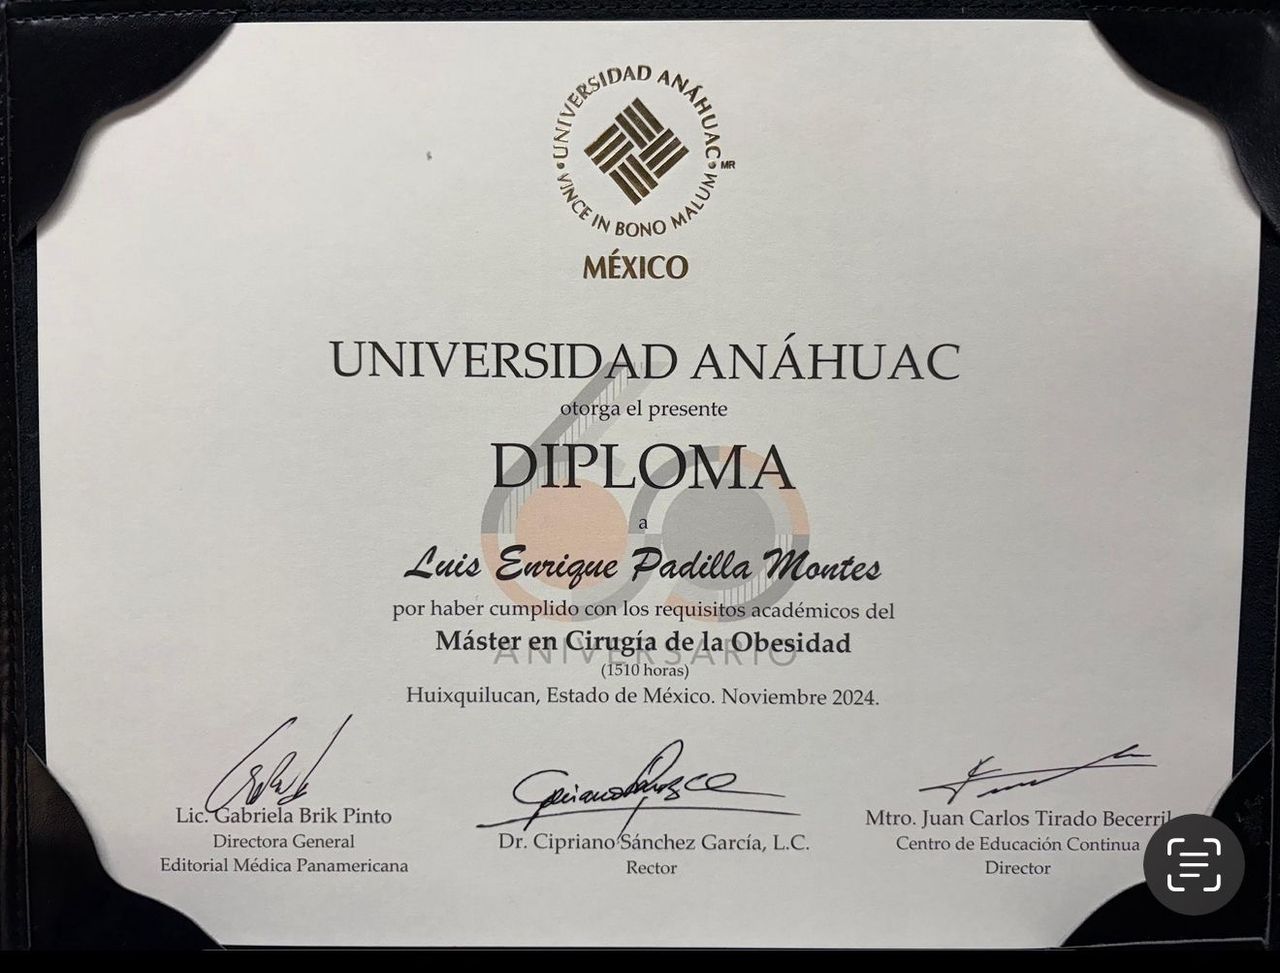 UNIVERSIDAD ANÁHUAC
VINCE IN BONO MALUM
MR
MÉXICO
UNIVERSIDAD ANÁHUAC
otorga el presente
DIPLOMA
a
Luis Enrique Padilla Montes
por haber cumplido con los requisitos académicos del
Máster en Cirugía de la Obesidad
60
ANIVERSARIO
(1510 horas)
Huixquilucan, Estado de México. Noviembre 2024.
Lic. Gabriela Brik Pinto
Directora General
Editorial Médica Panamericana
Dr. Cipriano Sánchez García, L.C.
Rector
Mtro. Juan Carlos Tirado Becerril
Centro de Educación Continua
Director